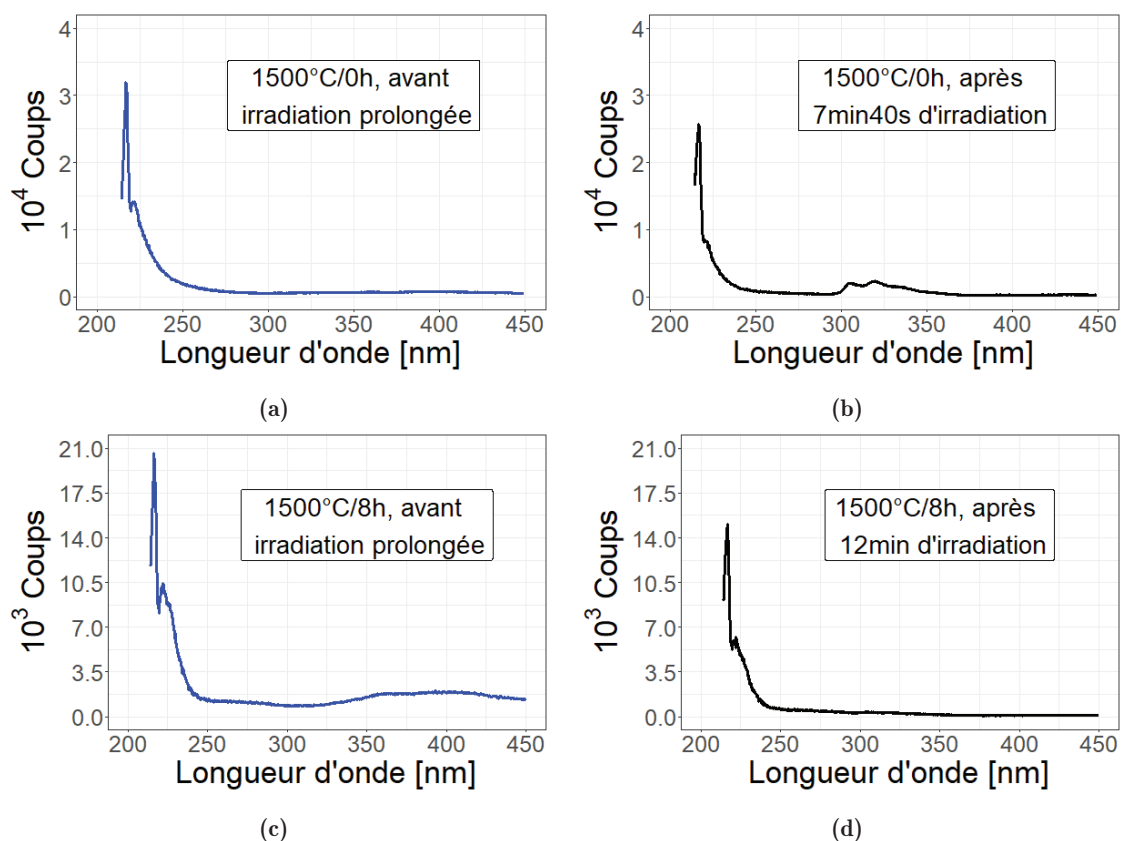 4
3
2
1
0
10⁴ Coups
1500°C/0h, avant
irradiation prolongée
200 250 300 350 400 450
Longueur d'onde [nm]
(a)
4
3
2
1
0
10⁴ Coups
1500°C/0h, après
7min40s d'irradiation
200 250 300 350 400 450
Longueur d'onde [nm]
(b)
21.0
17.5
14.0
10.5
7.0
3.5
0.0
10³ Coups
1500°C/8h, avant
irradiation prolongée
200 250 300 350 400 450
Longueur d'onde [nm]
(c)
21.0
17.5
14.0
10.5
7.0
3.5
0.0
10³ Coups
1500°C/8h, après
12min d'irradiation
200 250 300 350 400 450
Longueur d'onde [nm]
(d)